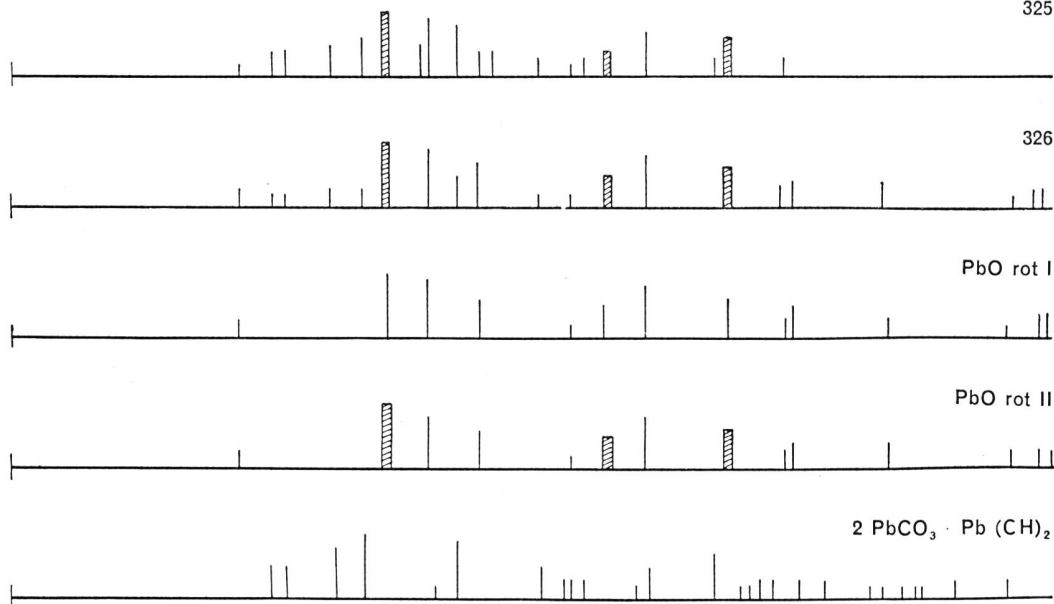 325
326
PbO rot I
PbO rot II
2 PbCO₃ · Pb (CH)₂